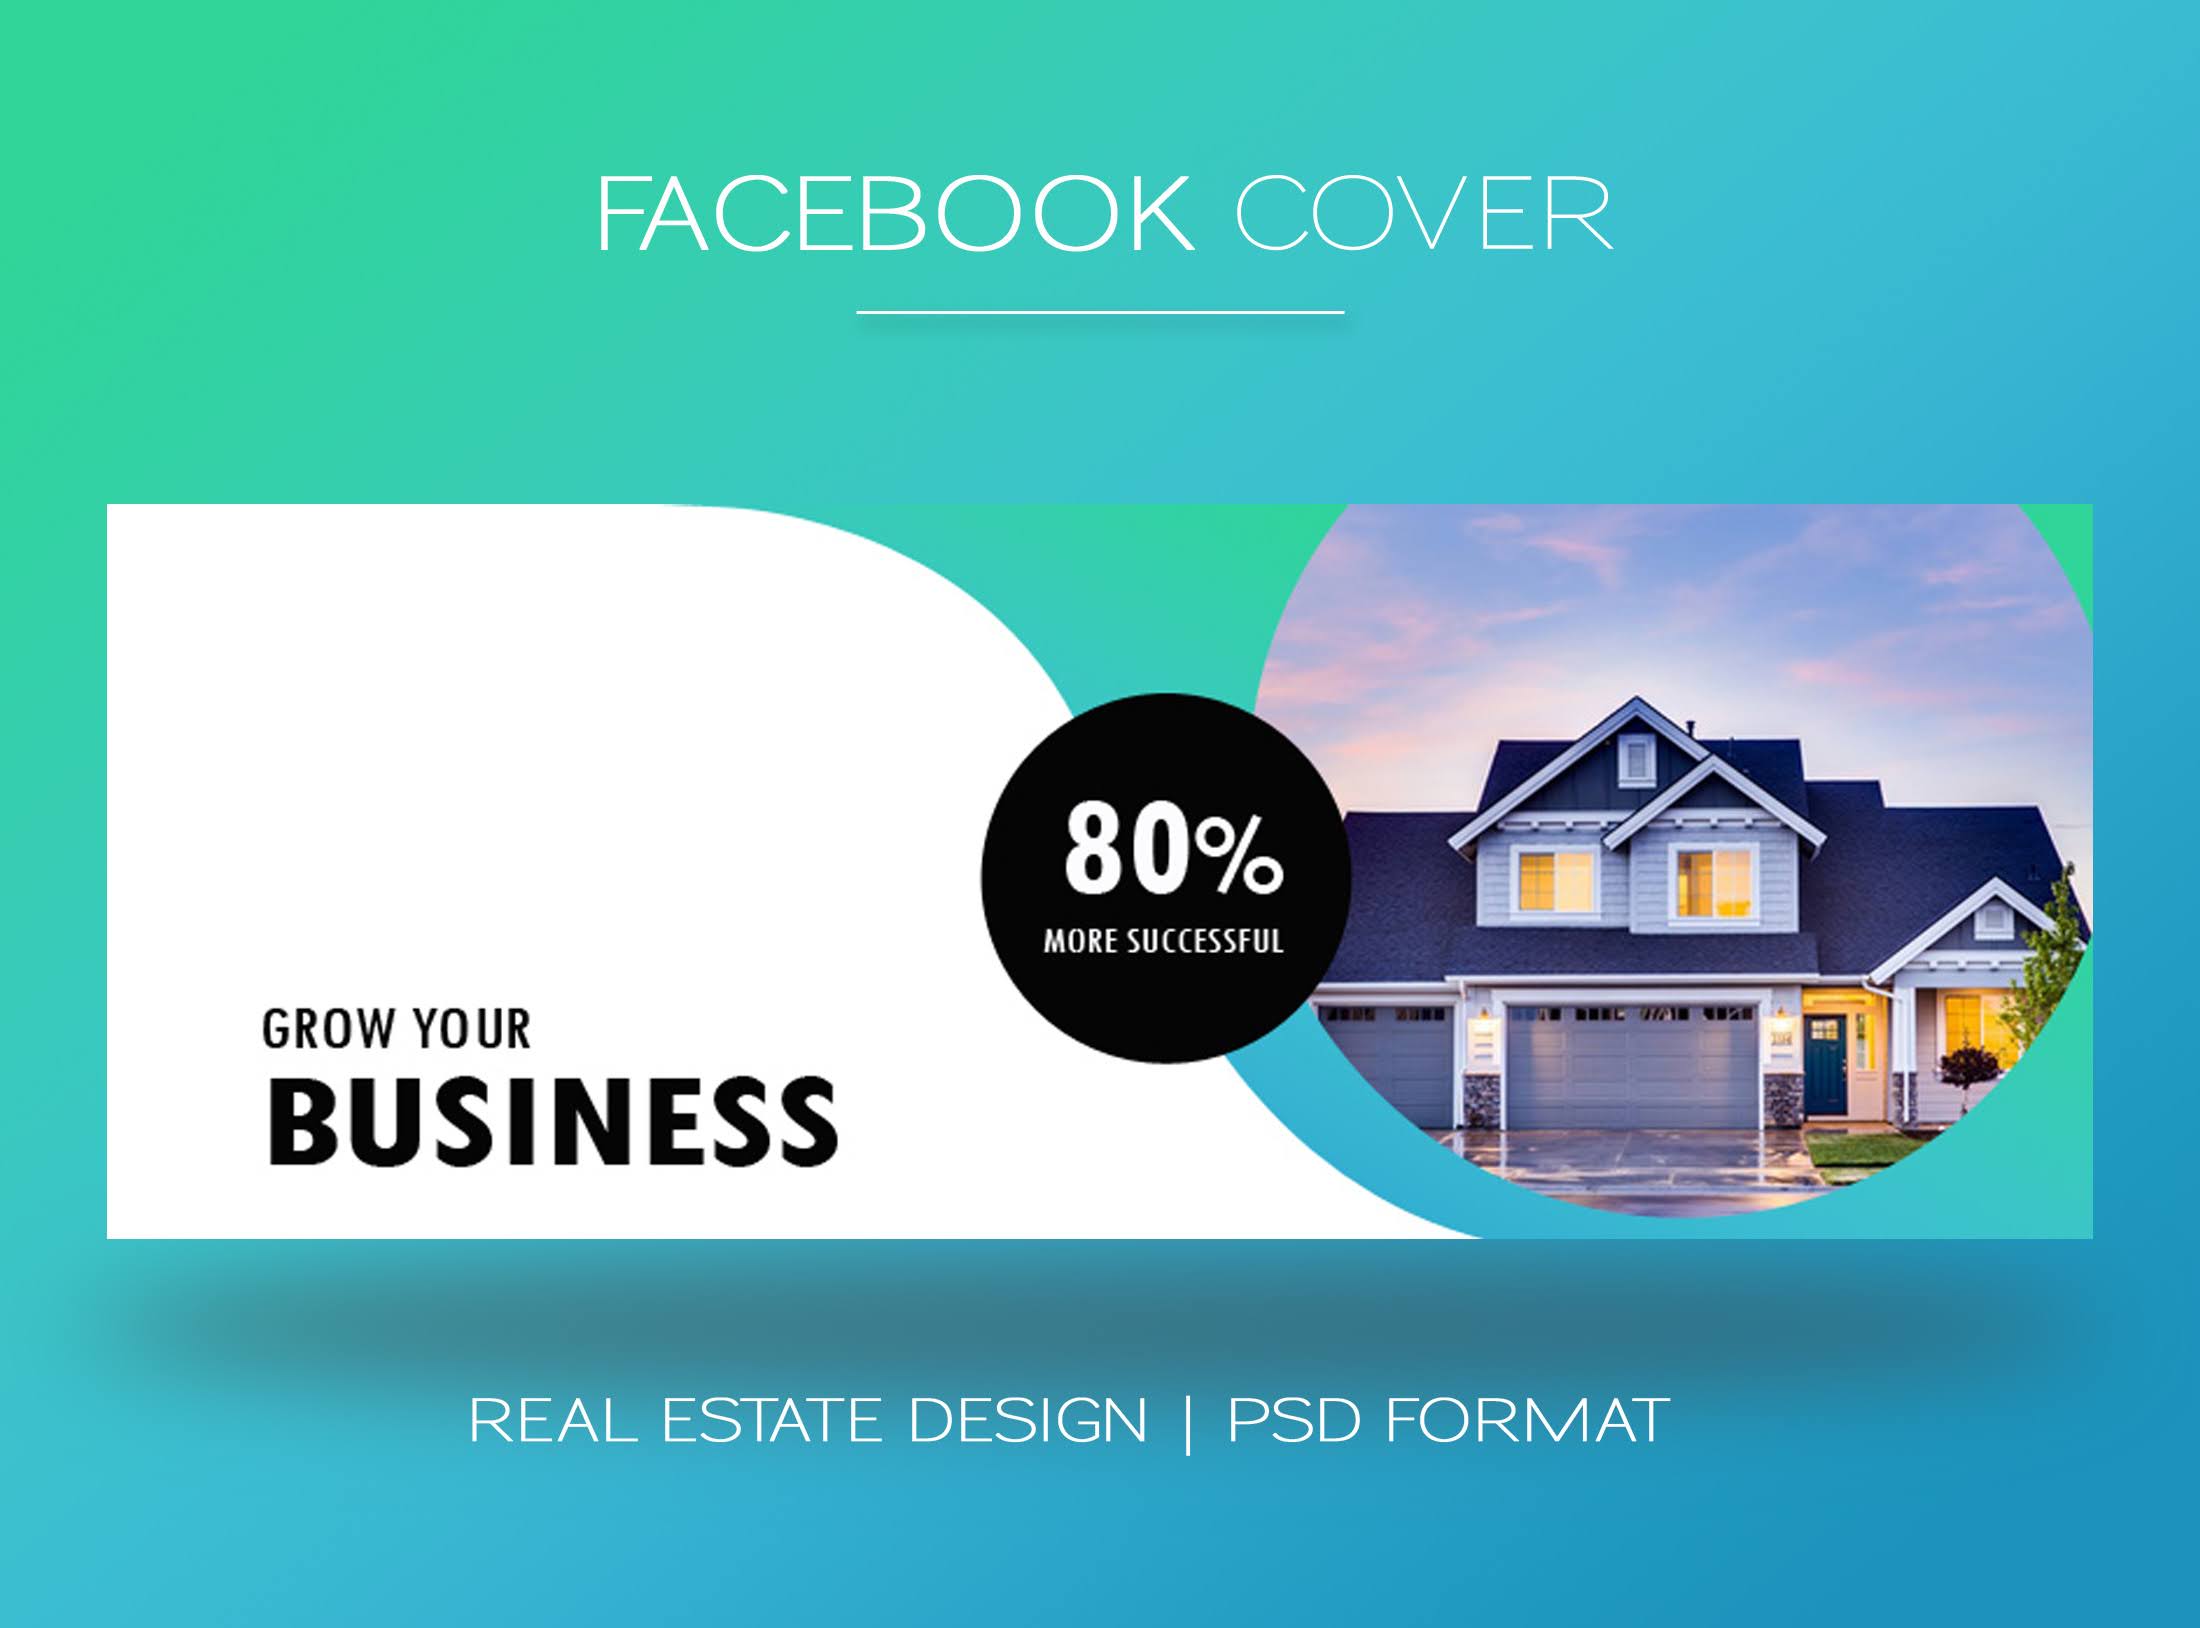 FACEBOOK COVER
80%
MORE SUCCESSFUL
GROW YOUR
BUSINESS
REAL ESTATE DESIGN | PSD FORMAT